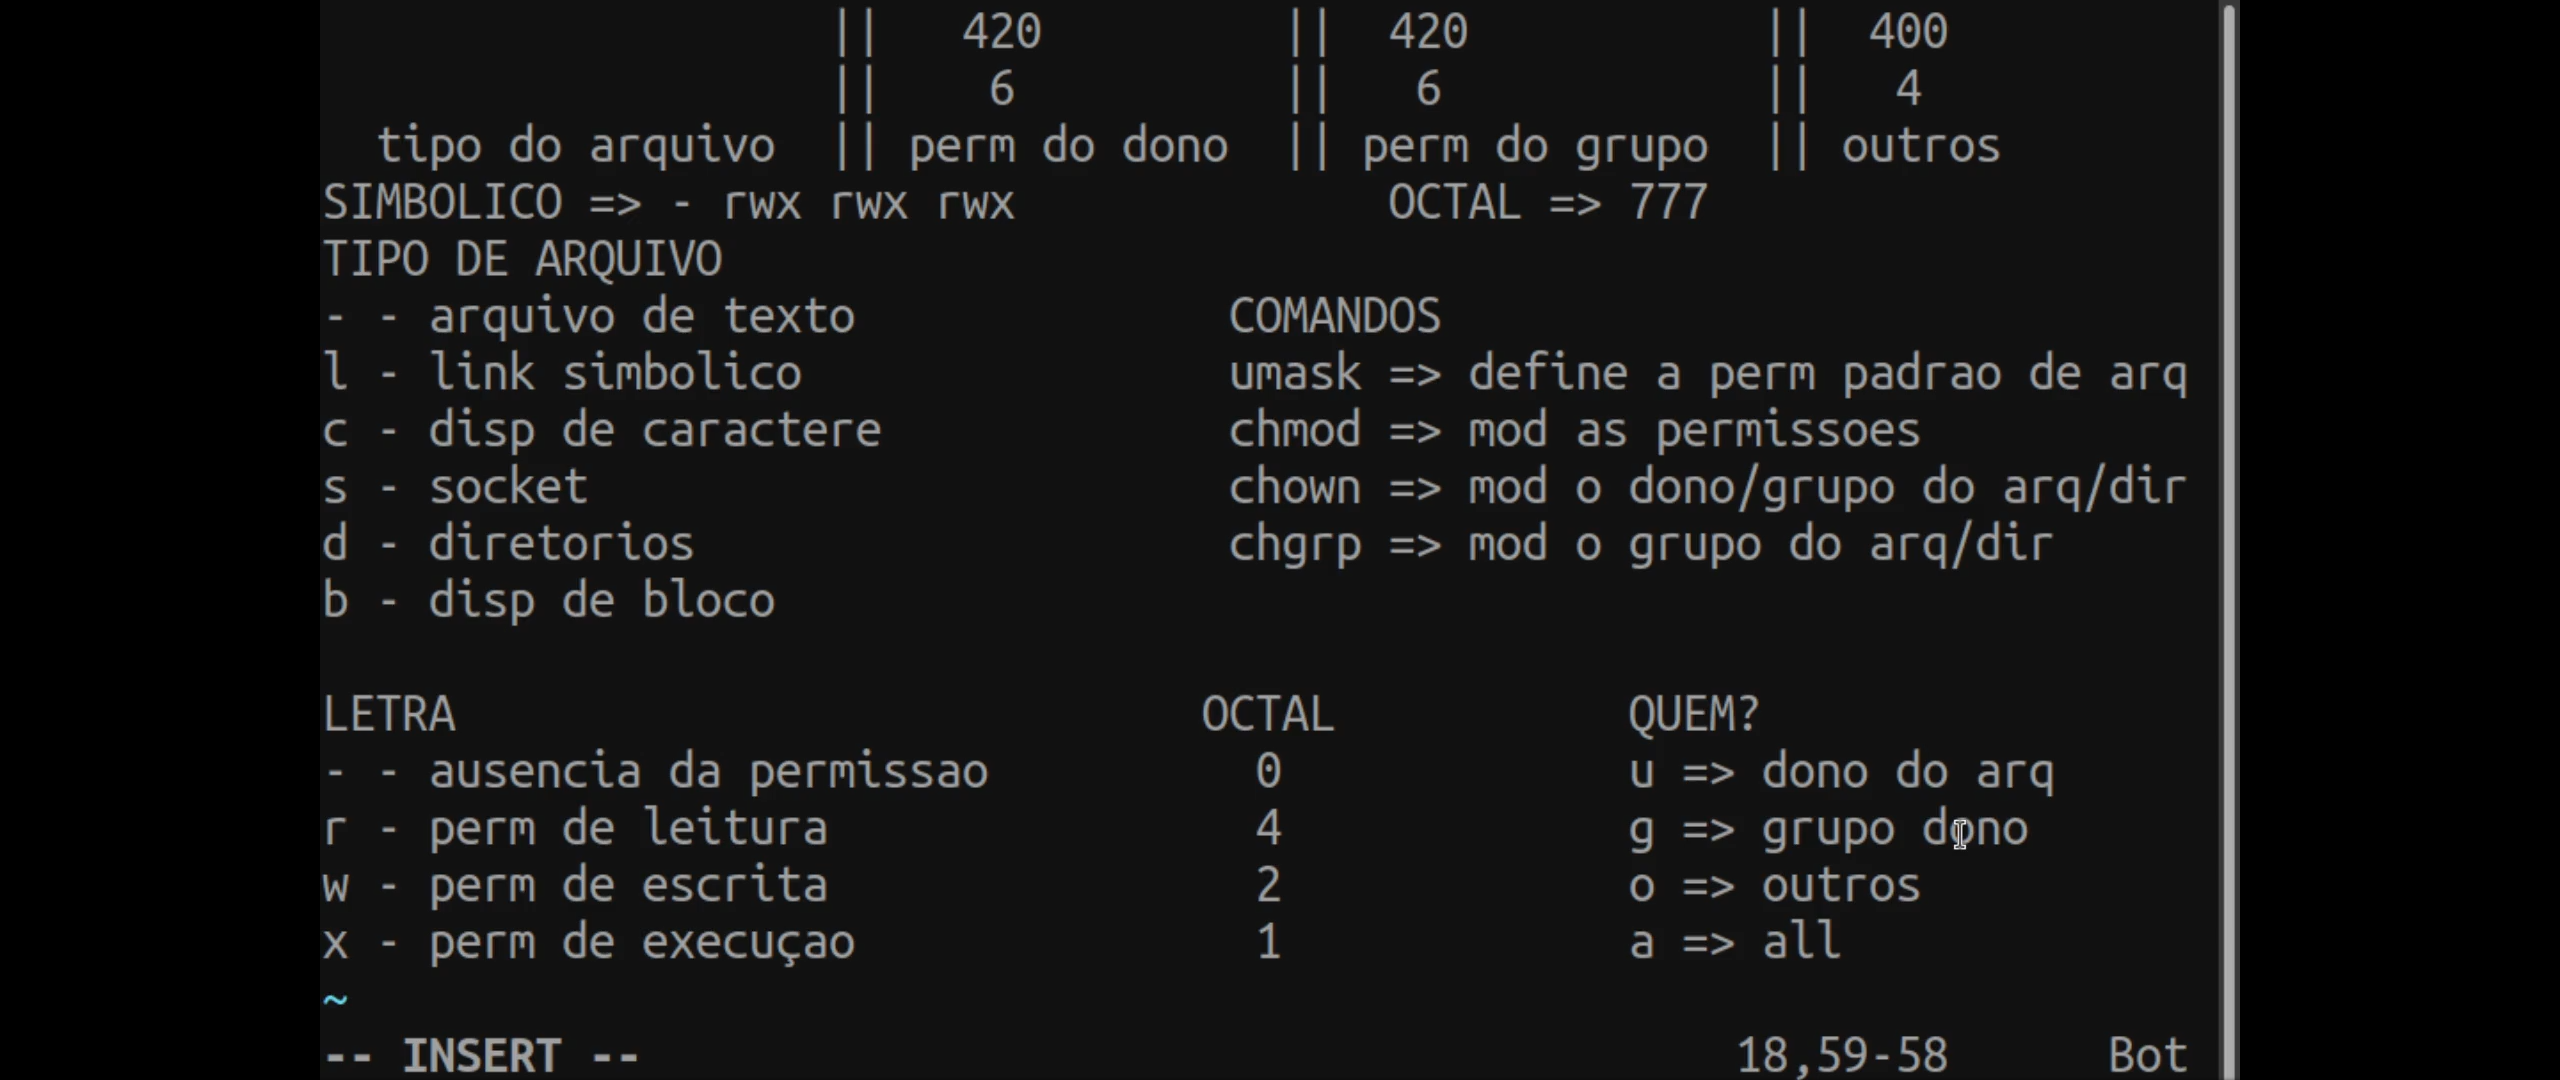 || 420 || 420 || 400
|| 6 || 6 || 4
tipo do arquivo || perm do dono || perm do grupo || outros
SIMBOLICO => - rwx rwx rwx OCTAL => 777
TIPO DE ARQUIVO
- - arquivo de texto COMANDOS
l - link simbolico umask => define a perm padrao de arq
c - disp de caractere chmod => mod as permissoes
s - socket chown => mod o dono/grupo do arq/dir
d - diretorios chgrp => mod o grupo do arq/dir
b - disp de bloco
LETRA OCTAL QUEM?
- - ausencia da permissao 0 u => dono do arq
r - perm de leitura 4 g => grupo dono
w - perm de escrita 2 o => outros
x - perm de execuçao 1 a => all
~
-- INSERT -- 18,59-58 Bot